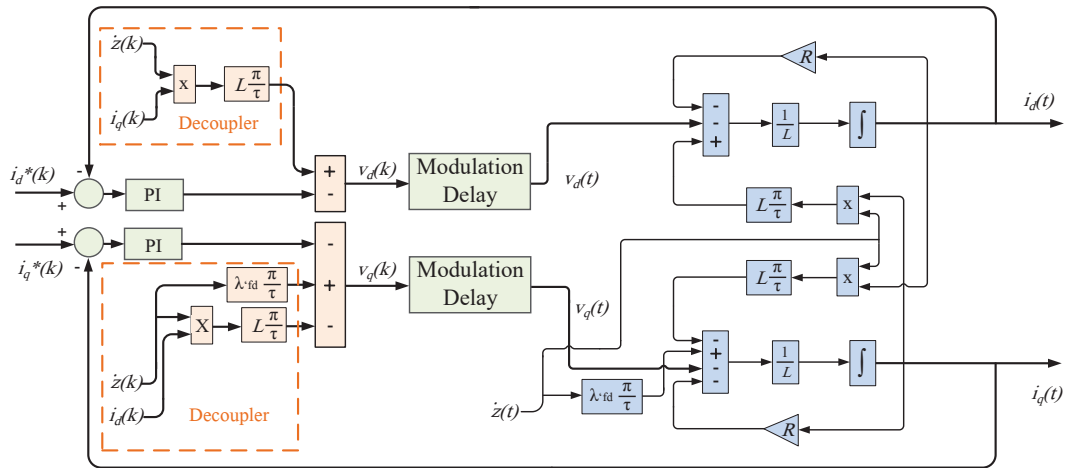 ż(k)
i_q(k)
x
L π/τ
Decoupler
i_d*(k)
-
+
PI
+
-
v_d(k)
Modulation
Delay
v_d(t)
-
-
+
R
1/L
∫
i_d(t)
L π/τ
x
+
-
i_q*(k)
PI
-
+
-
v_q(k)
Modulation
Delay
v_q(t)
L π/τ
x
λ'fd π/τ
X
L π/τ
ż(k)
i_d(k)
Decoupler
ż(t)
λ'fd π/τ
-
+
-
-
1/L
∫
i_q(t)
R